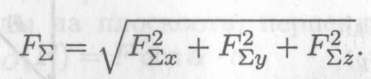 F_Σ = √(F²_Σx + F²_Σy + F²_Σz).